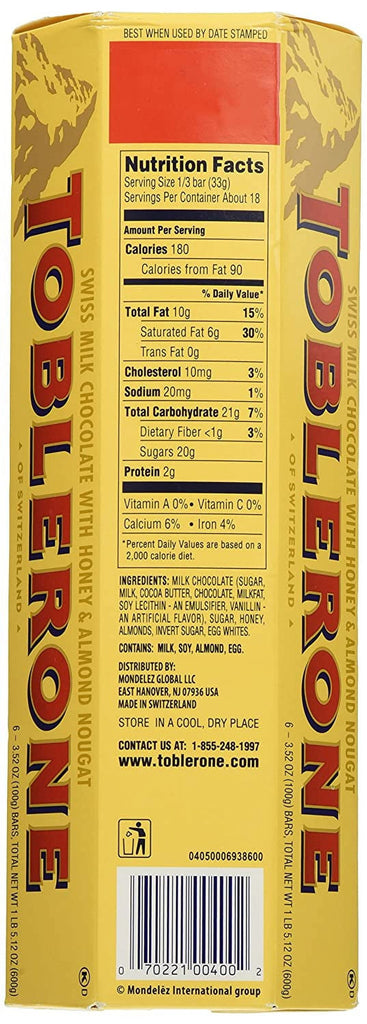 BEST WHEN USED BY DATE STAMPED
TOBLERONE
SWISS MILK CHOCOLATE WITH HONEY & ALMOND NOUGAT
OF SWITZERLAND
6 – 3.52 OZ (100g) BARS, TOTAL NET WT 1 LB 5.12 OZ (600g)
K D
Nutrition Facts
Serving Size 1/3 bar (33g)
Servings Per Container About 18
Amount Per Serving
Calories 180
Calories from Fat 90
% Daily Value*
Total Fat 10g 15%
Saturated Fat 6g 30%
Trans Fat 0g
Cholesterol 10mg 3%
Sodium 20mg 1%
Total Carbohydrate 21g 7%
Dietary Fiber <1g 3%
Sugars 20g
Protein 2g
Vitamin A 0% • Vitamin C 0%
Calcium 6% • Iron 4%
*Percent Daily Values are based on a
2,000 calorie diet.
INGREDIENTS: MILK CHOCOLATE (SUGAR,
MILK, COCOA BUTTER, CHOCOLATE, MILKFAT,
SOY LECITHIN - AN EMULSIFIER, VANILLIN -
AN ARTIFICIAL FLAVOR), SUGAR, HONEY,
ALMONDS, INVERT SUGAR, EGG WHITES.
CONTAINS: MILK, SOY, ALMOND, EGG.
DISTRIBUTED BY:
MONDELEZ GLOBAL LLC
EAST HANOVER, NJ 07936 USA
MADE IN SWITZERLAND
STORE IN A COOL, DRY PLACE
CONTACT US AT: 1-855-248-1997
www.toblerone.com
04050006938600
0 70221 00400 2
© Mondelēz International group
TOBLERONE
SWISS MILK CHOCOLATE WITH HONEY & ALMOND NOUGAT
OF SWITZERLAND
6 – 3.52 OZ (100g) BARS, TOTAL NET WT 1 LB 5.12 OZ (600g)
K D